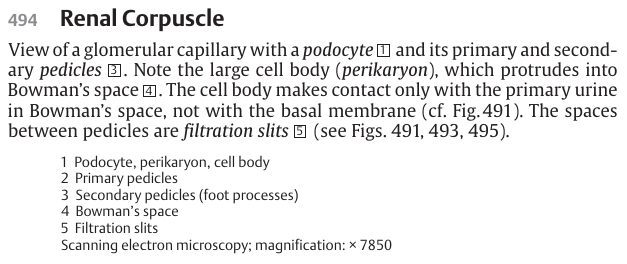 494 Renal Corpuscle
View of a glomerular capillary with a podocyte 1 and its primary and second-
ary pedicles 3. Note the large cell body (perikaryon), which protrudes into
Bowman's space 4. The cell body makes contact only with the primary urine
in Bowman's space, not with the basal membrane (cf. Fig. 491). The spaces
between pedicles are filtration slits 5 (see Figs. 491, 493, 495).
1 Podocyte, perikaryon, cell body
2 Primary pedicles
3 Secondary pedicles (foot processes)
4 Bowman's space
5 Filtration slits
Scanning electron microscopy; magnification: × 7850